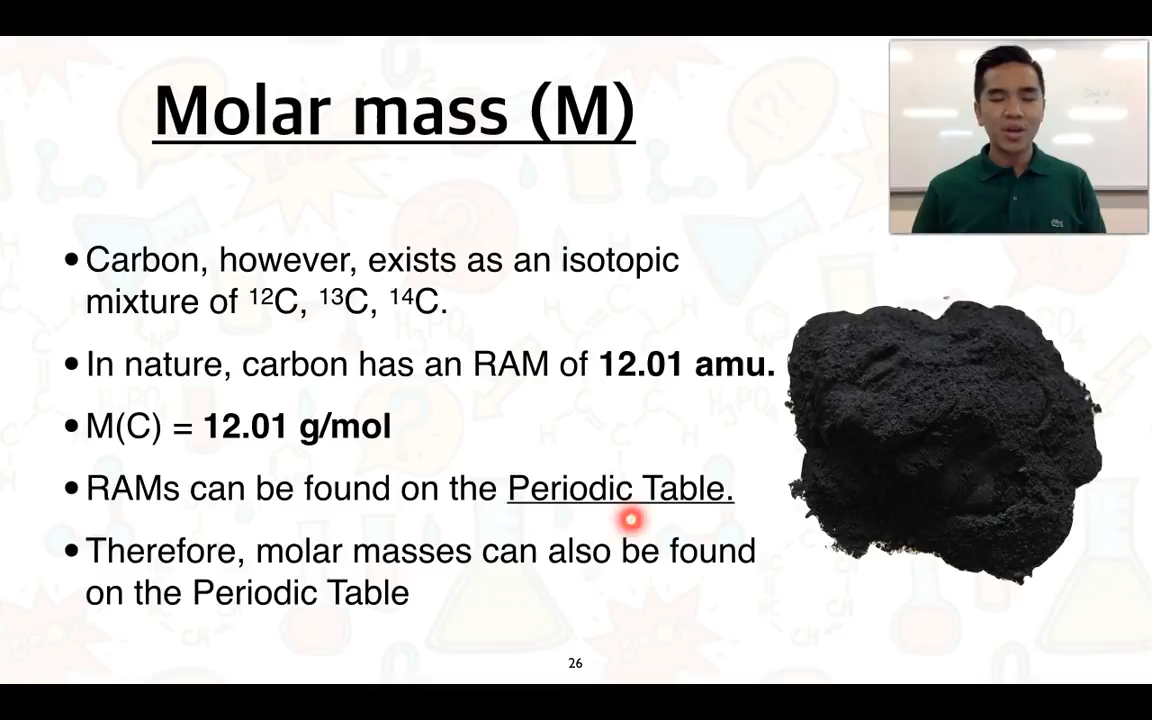 Molar mass (M)
• Carbon, however, exists as an isotopic
mixture of ¹²C, ¹³C, ¹⁴C.
• In nature, carbon has an RAM of 12.01 amu.
• M(C) = 12.01 g/mol
• RAMs can be found on the Periodic Table.
• Therefore, molar masses can also be found
on the Periodic Table
26